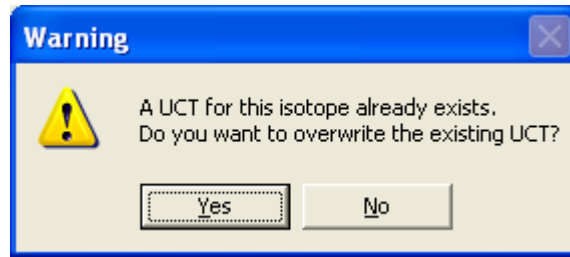 Warning
A UCT for this isotope already exists.
Do you want to overwrite the existing UCT?
Yes
No